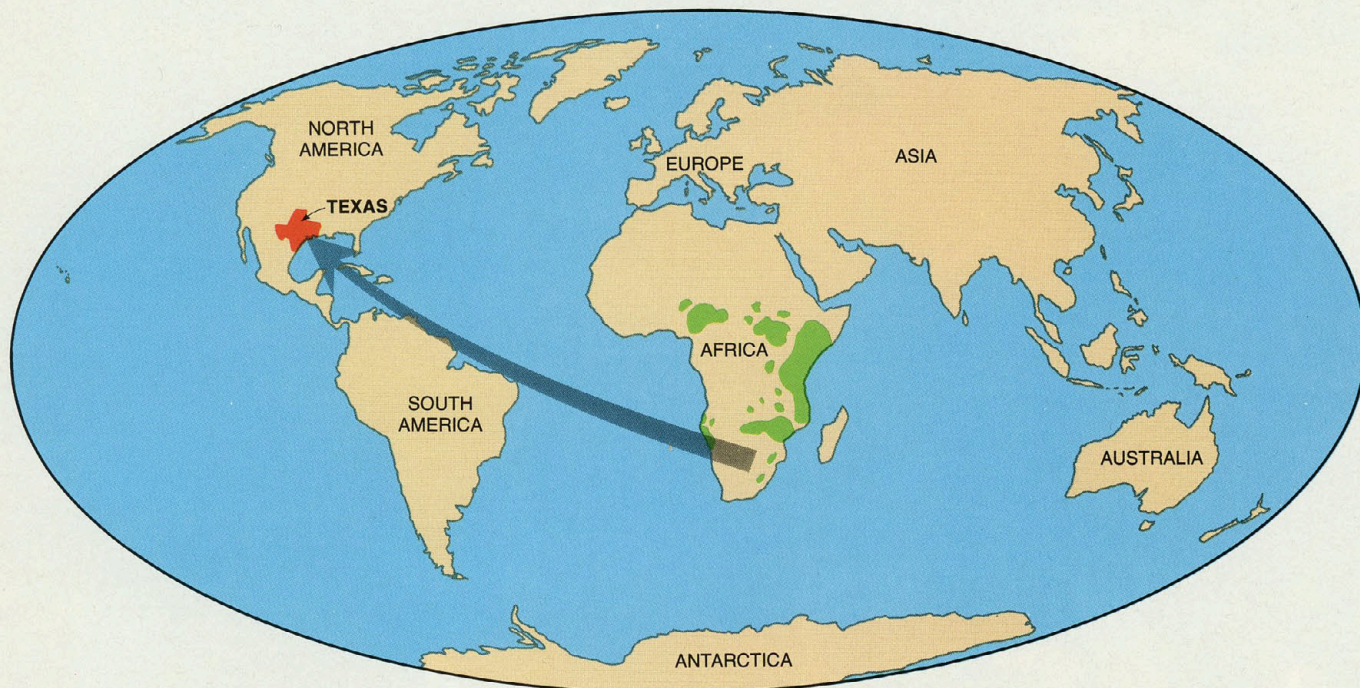 NORTH
AMERICA
EUROPE
ASIA
TEXAS
AFRICA
SOUTH
AMERICA
AUSTRALIA
ANTARCTICA